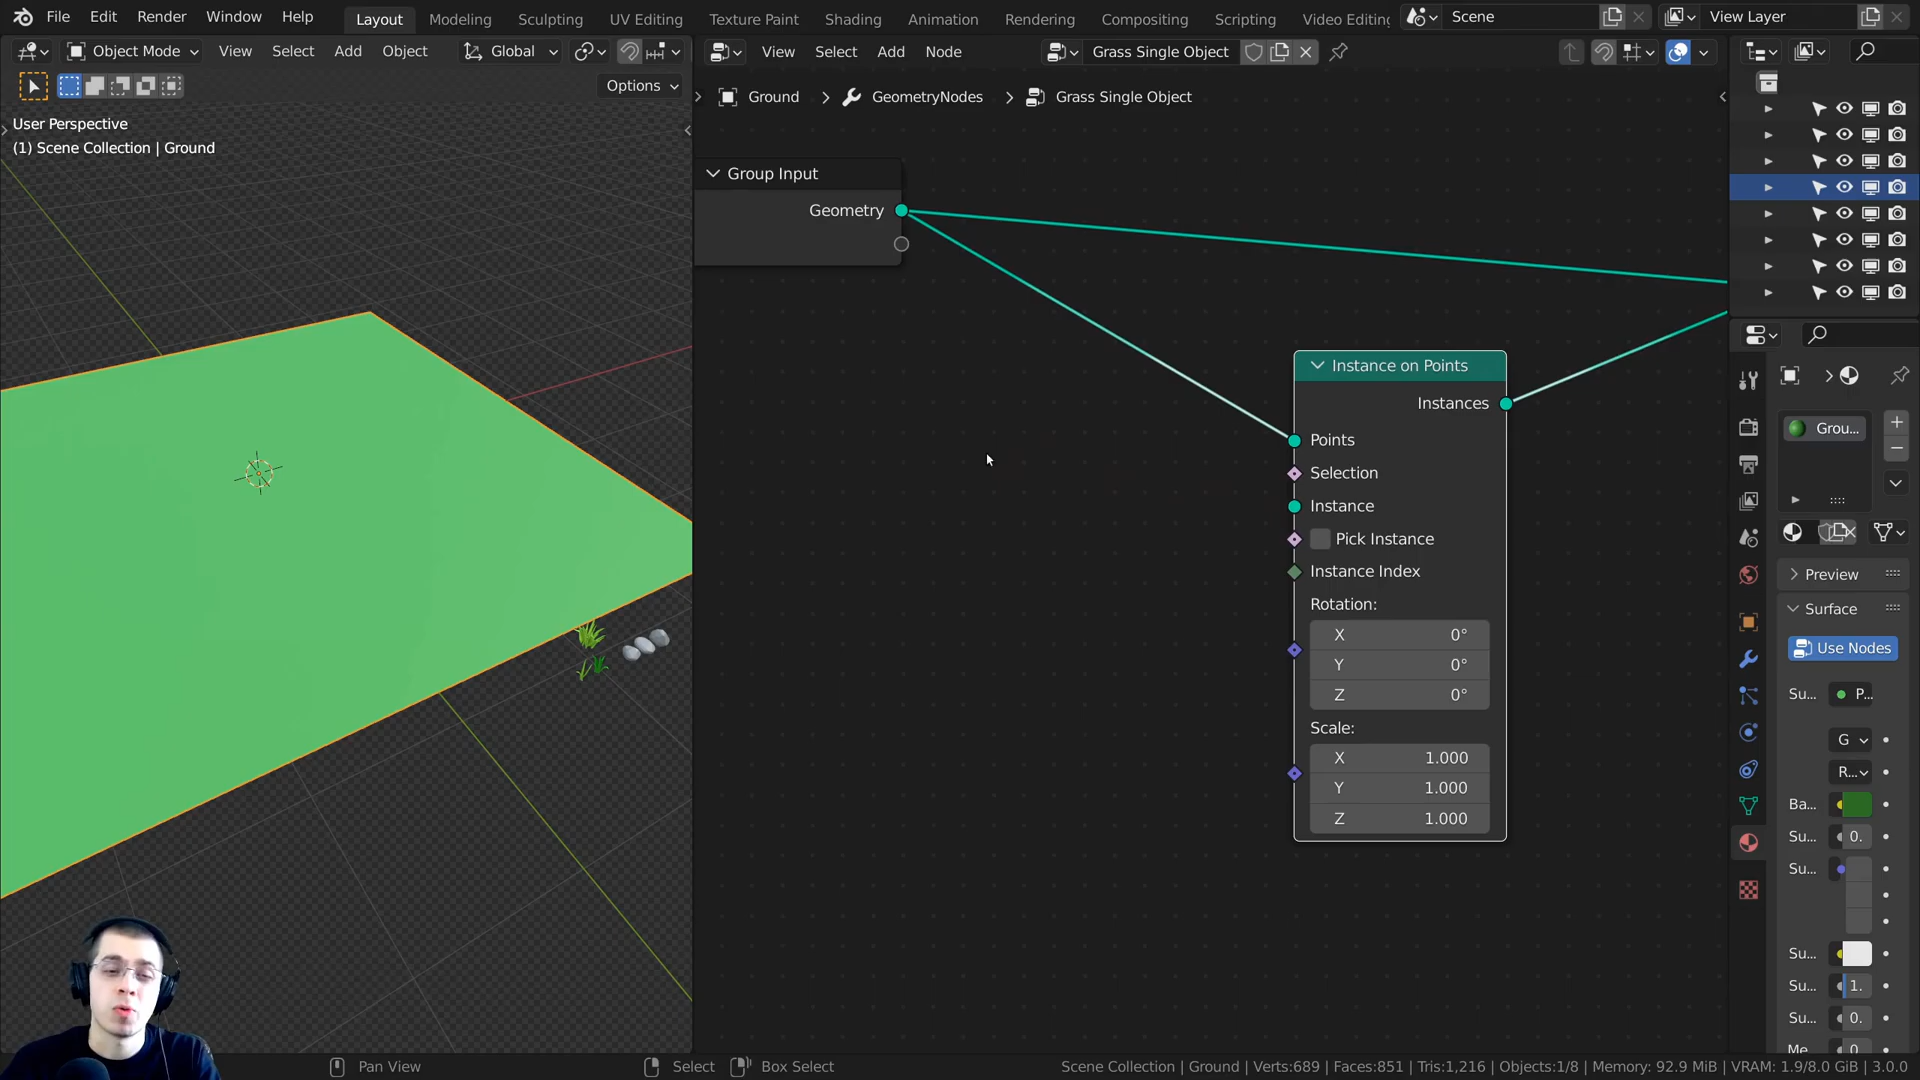 File Edit Render Window Help Layout Modeling Sculpting UV Editing Texture Paint Shading Animation Rendering Compositing Scripting Video Editing Scene View Layer
Object Mode View Select Add Object Global View Select Add Node Grass Single Object
Options
Ground > GeometryNodes > Grass Single Object
User Perspective
(1) Scene Collection | Ground
Group Input
Geometry
Instance on Points
Instances
Points
Selection
Instance
Pick Instance
Instance Index
Rotation:
X 0°
Y 0°
Z 0°
Scale:
X 1.000
Y 1.000
Z 1.000
Grou...
Preview
Surface
Use Nodes
Su... P...
G
R...
Ba...
Su... 0.
Su...
Su...
Su... 1.
Su... 0.
Pan View Select Box Select Scene Collection | Ground | Verts:689 | Faces:851 | Tris:1,216 | Objects:1/8 | Memory: 92.9 MiB | VRAM: 1.9/8.0 GiB | 3.0.0